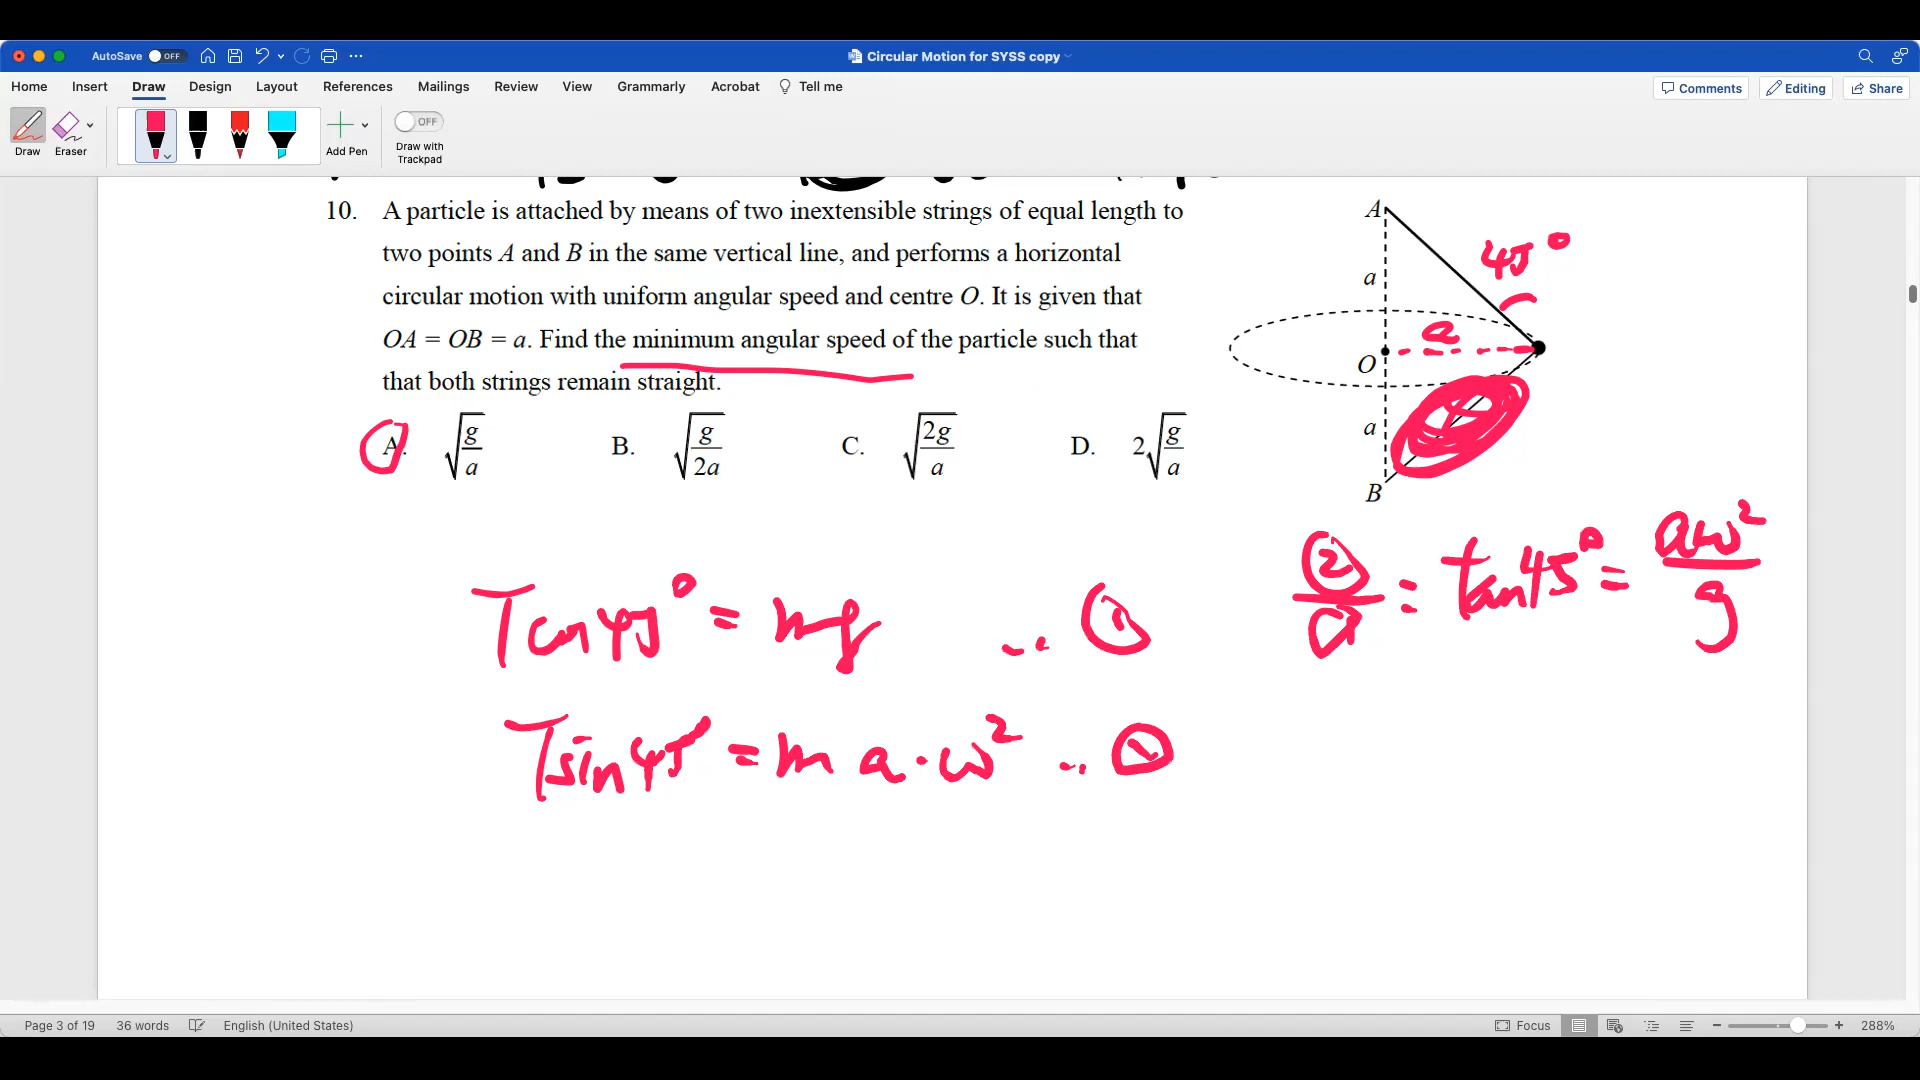 AutoSave OFF
Circular Motion for SYSS copy
Home Insert Draw Design Layout References Mailings Review View Grammarly Acrobat Tell me
Comments Editing Share
Draw Eraser Add Pen OFF Draw with Trackpad
10. A particle is attached by means of two inextensible strings of equal length to
two points A and B in the same vertical line, and performs a horizontal
circular motion with uniform angular speed and centre O. It is given that
OA = OB = a. Find the minimum angular speed of the particle such that
that both strings remain straight.
A. √(g/a) B. √(g/2a) C. √(2g/a) D. 2√(g/a)
A
a
45°
a
O
a
B
②/① = tan45° = aω²/g
Tcos45° = mg .. ①
Tsin45° = m a·ω² .. ②
Page 3 of 19 36 words English (United States) Focus 288%